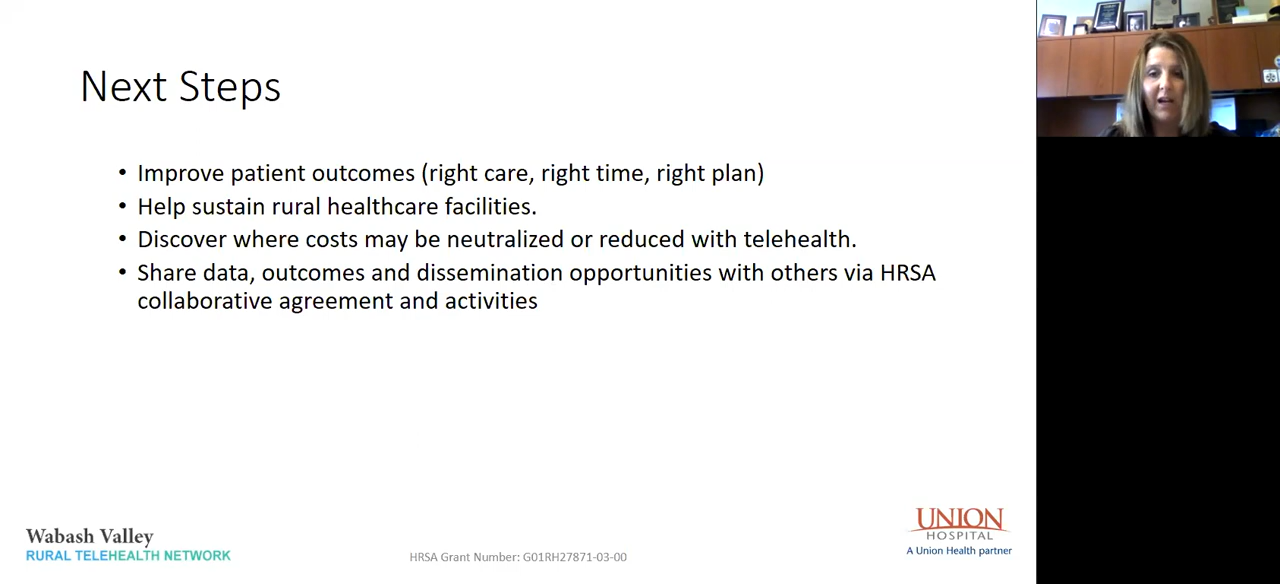 Next Steps
• Improve patient outcomes (right care, right time, right plan)
• Help sustain rural healthcare facilities.
• Discover where costs may be neutralized or reduced with telehealth.
• Share data, outcomes and dissemination opportunities with others via HRSA
collaborative agreement and activities
Wabash Valley
RURAL TELEHEALTH NETWORK
HRSA Grant Number: G01RH27871-03-00
UNION
HOSPITAL
A Union Health partner